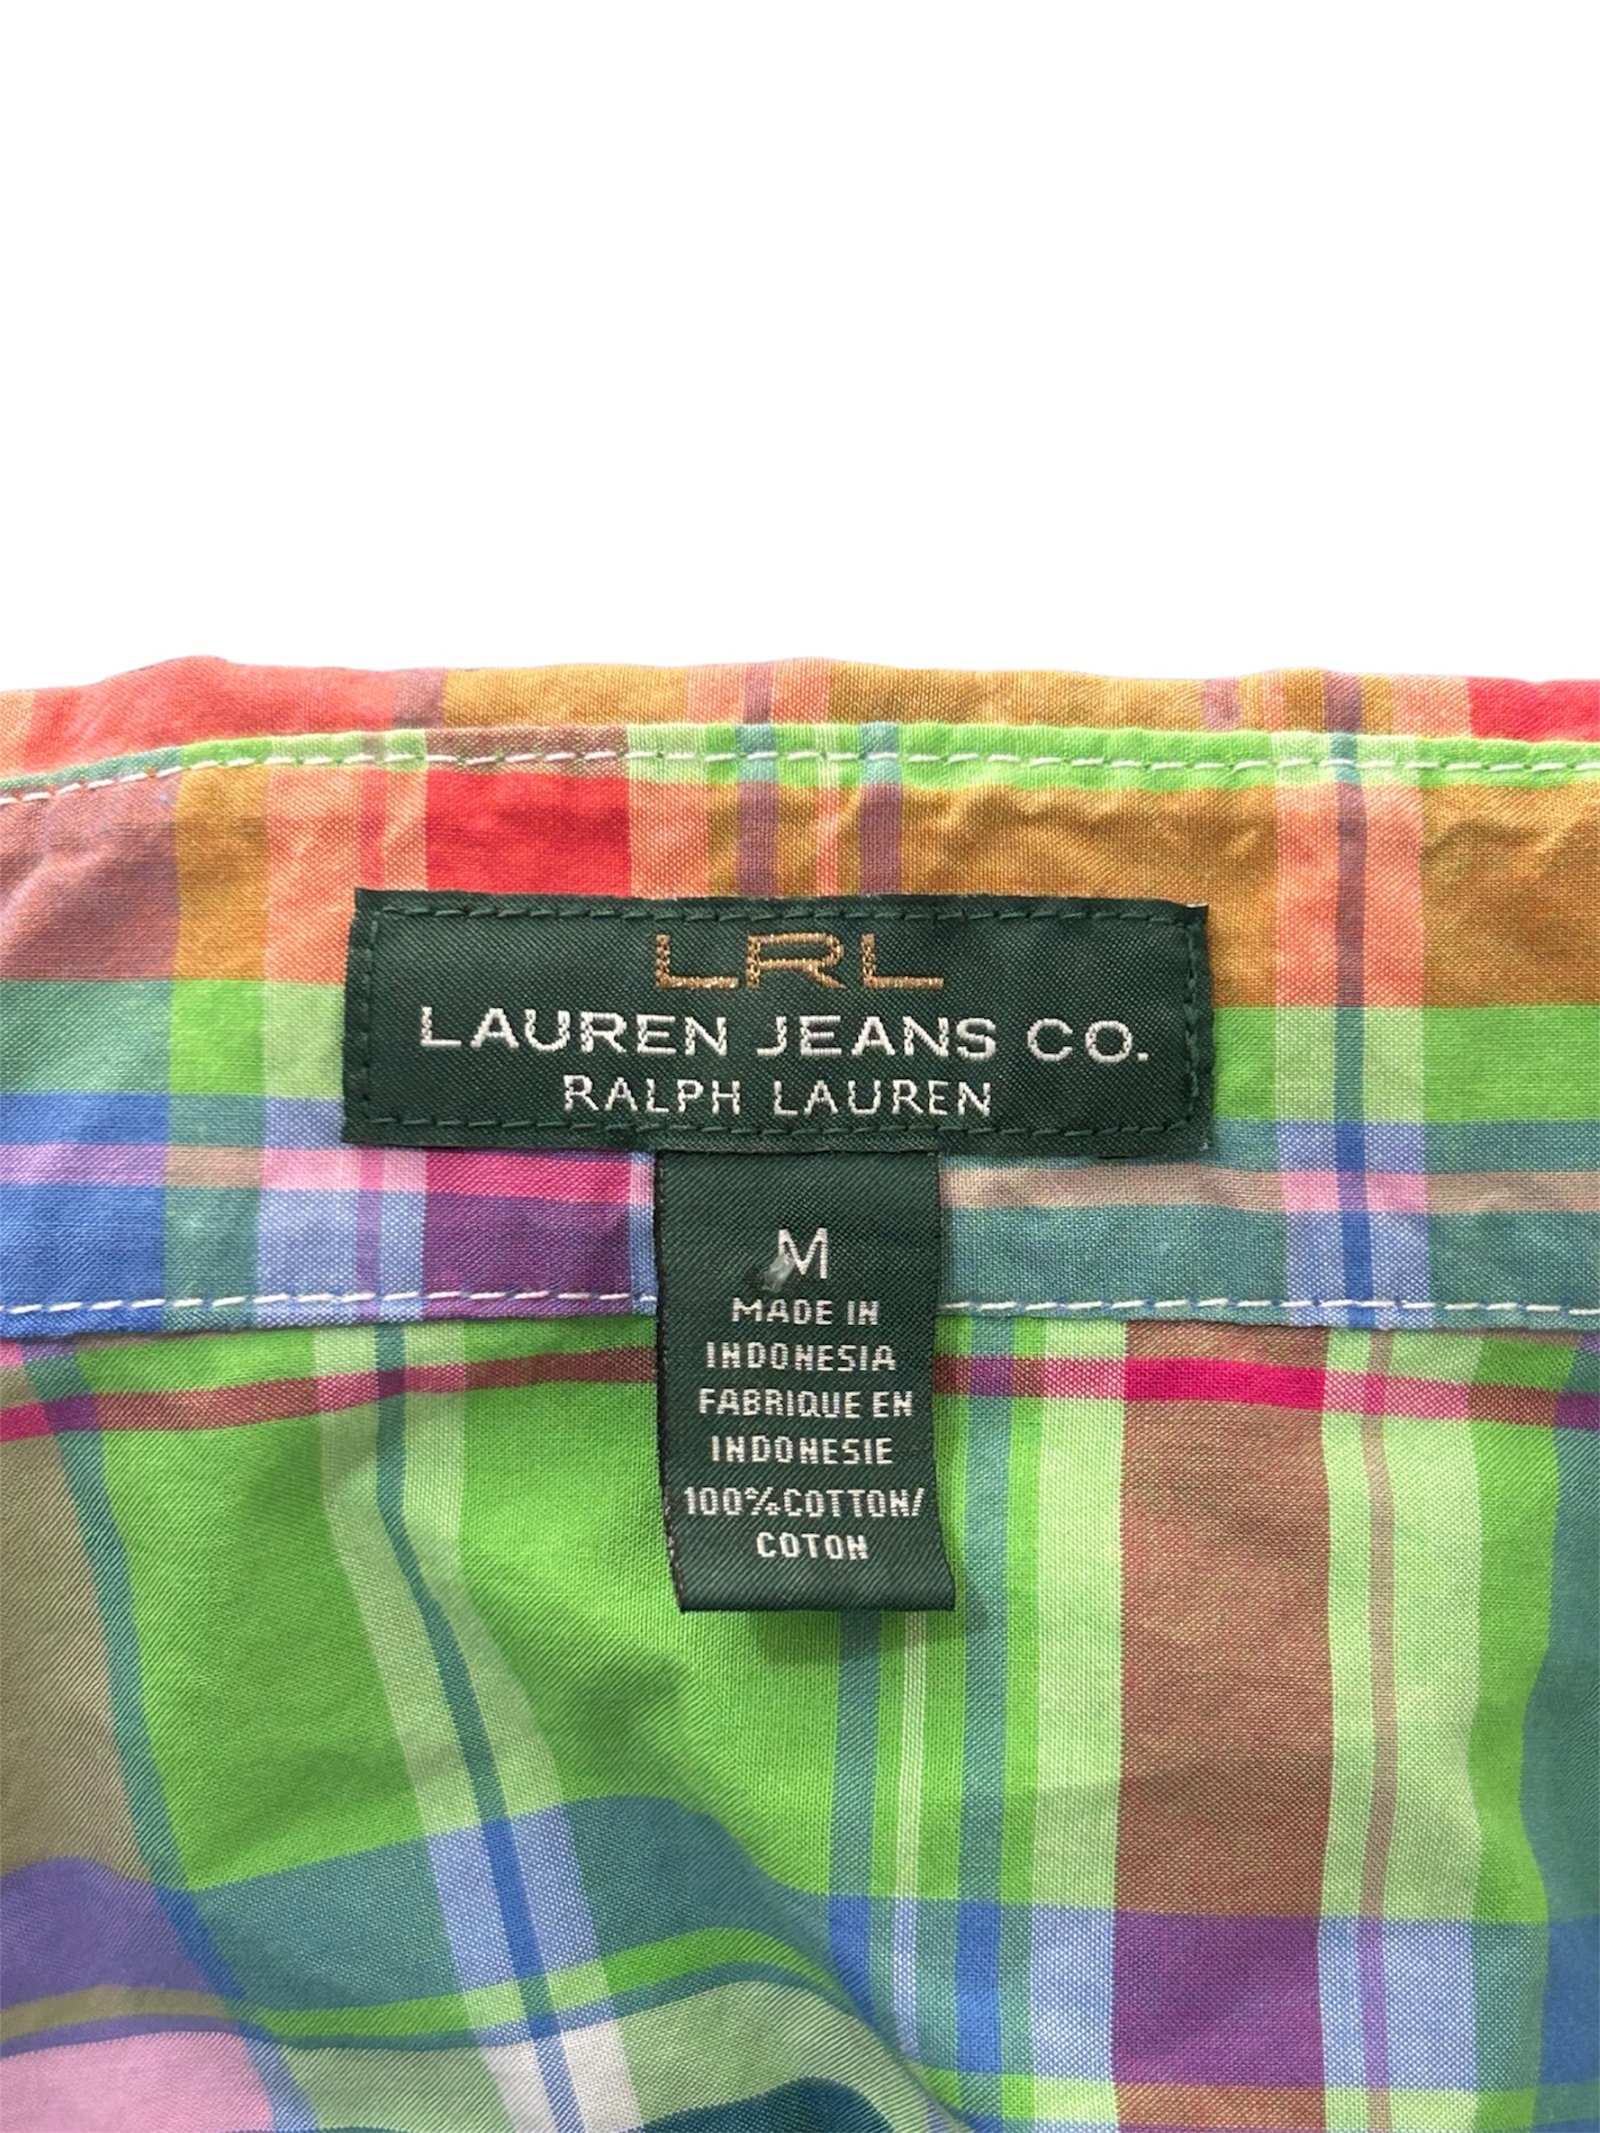 LRL
LAUREN JEANS CO.
RALPH LAUREN
M
MADE IN
INDONESIA
FABRIQUE EN
INDONESIE
100%COTTON/
COTON